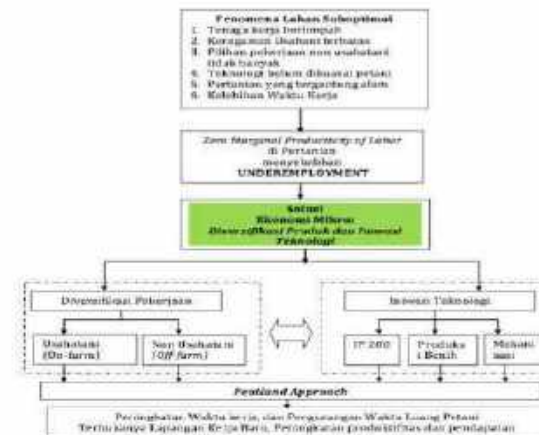 Fenomena Lahan Suboptimal
1. Tenaga kerja berlimpah
2. Keragaman Usahatani terbatas
3. Pilihan pekerjaan non usahatani
tidak banyak
4. Teknologi belum dikuasai petani
5. Pertanian yang bergantung alam
6. Kelebihan Waktu Kerja
Zero Marginal Productivity of Labor
di Pertanian
menyebabkan
UNDEREMPLOYMENT
Solusi
Ekonomi Mikro
Diversifikasi Produk dan Inovasi
Teknologi
Diversifikasi Pekerjaan
Inovasi Teknologi
Usahatani
(On-farm)
Non Usahatani
(Off farm)
IP 200
Produks
i Benih
Mekani
sasi
Peatland Approach
Peningkatan Waktu kerja, dan Pengurangan Waktu Luang Petani
Terbukanya Lapangan Kerja Baru, Peningkatan produktifitas dan pendapatan